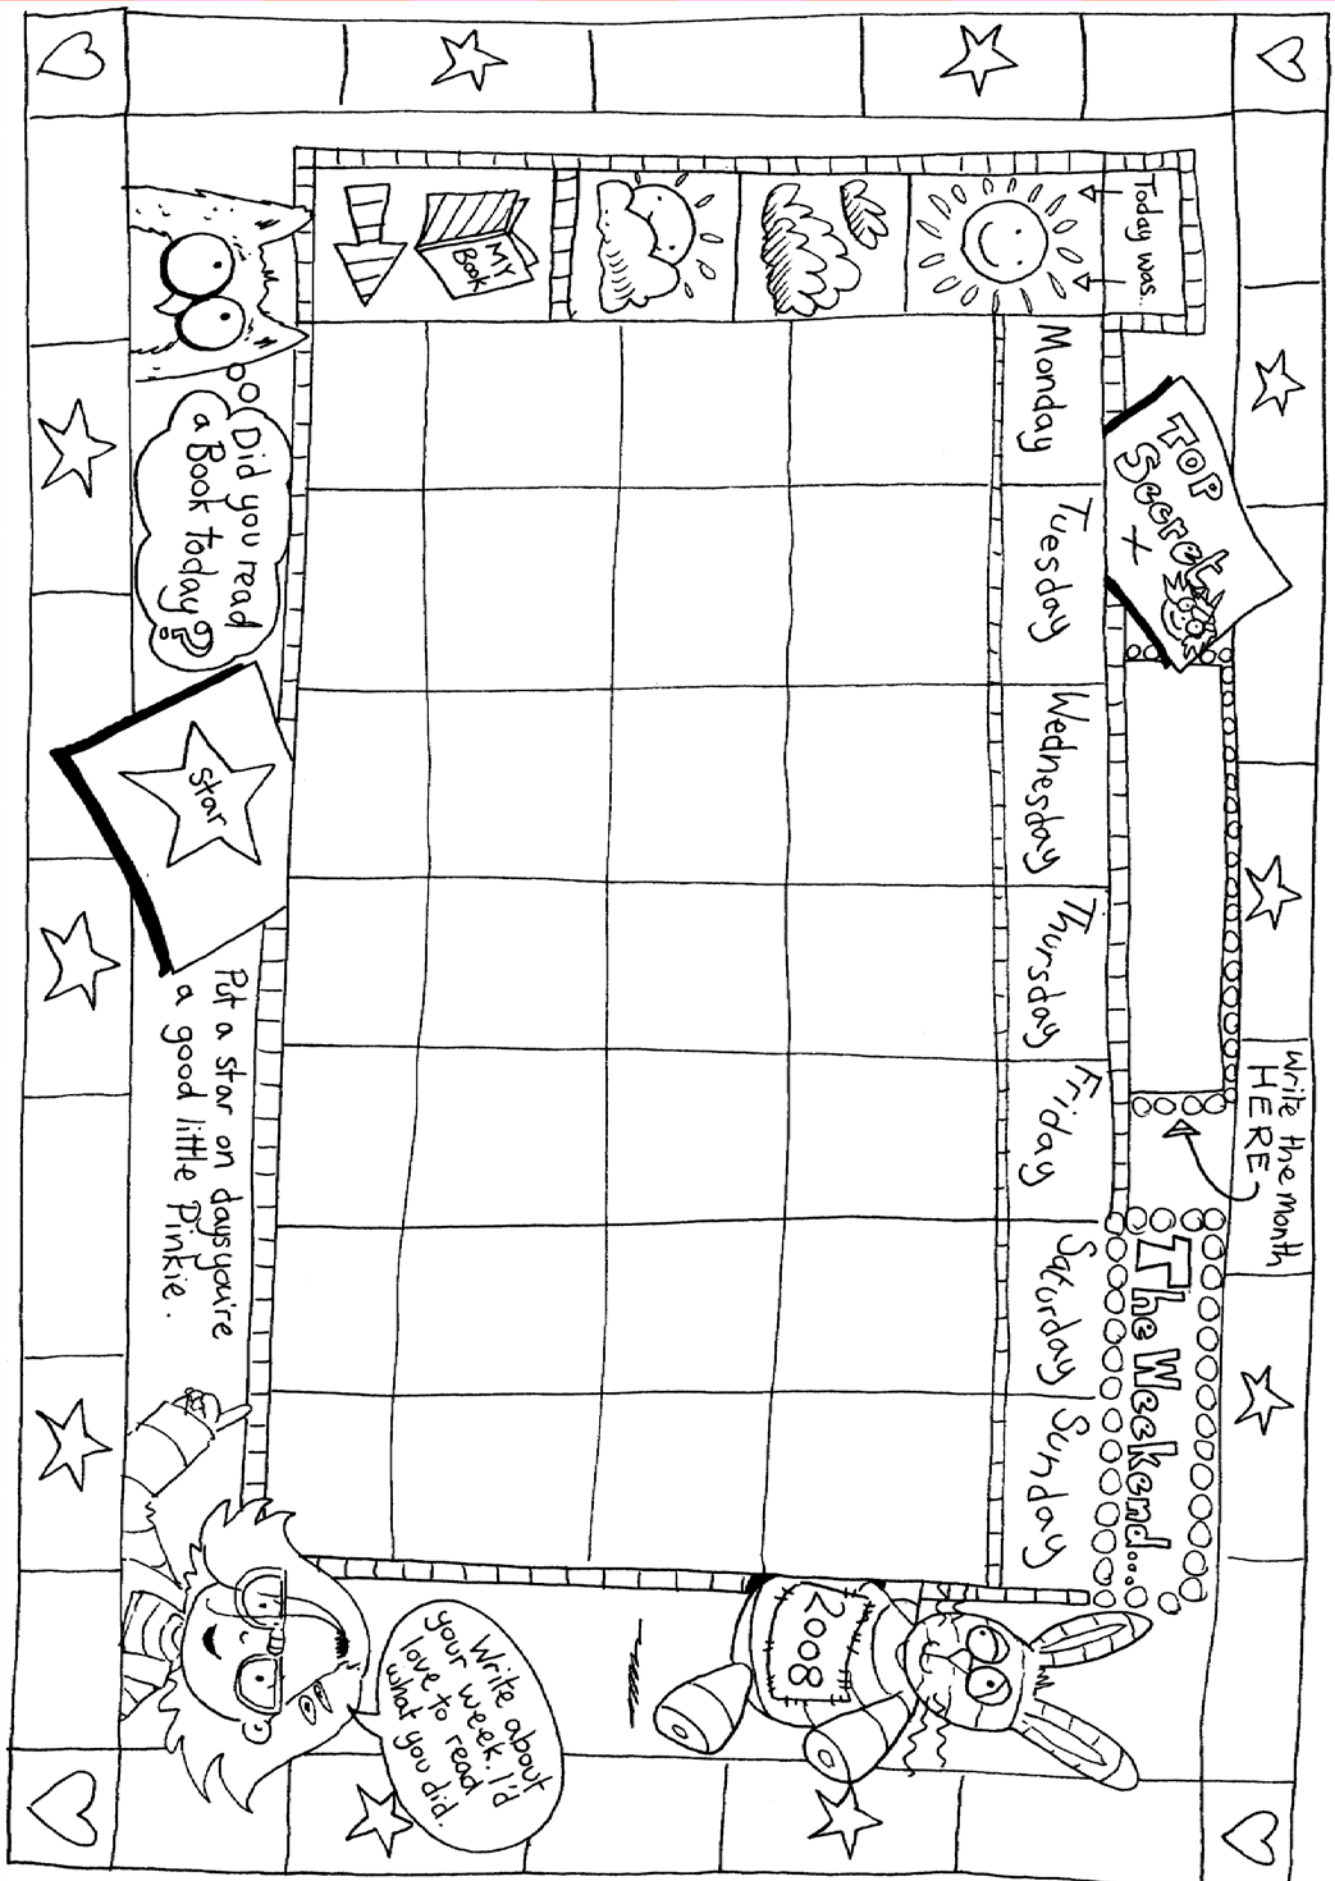 Write the month
HERE
TOP
Secret
X
The Weekend...
Today was...
Monday
Tuesday
Wednesday
Thursday
Friday
Saturday
Sunday
MY
BOOK
2008
Did you read
a Book today?
star
Put a star on days you're
a good little Pinkie.
Write about
your week. I'd
love to read
what you did.